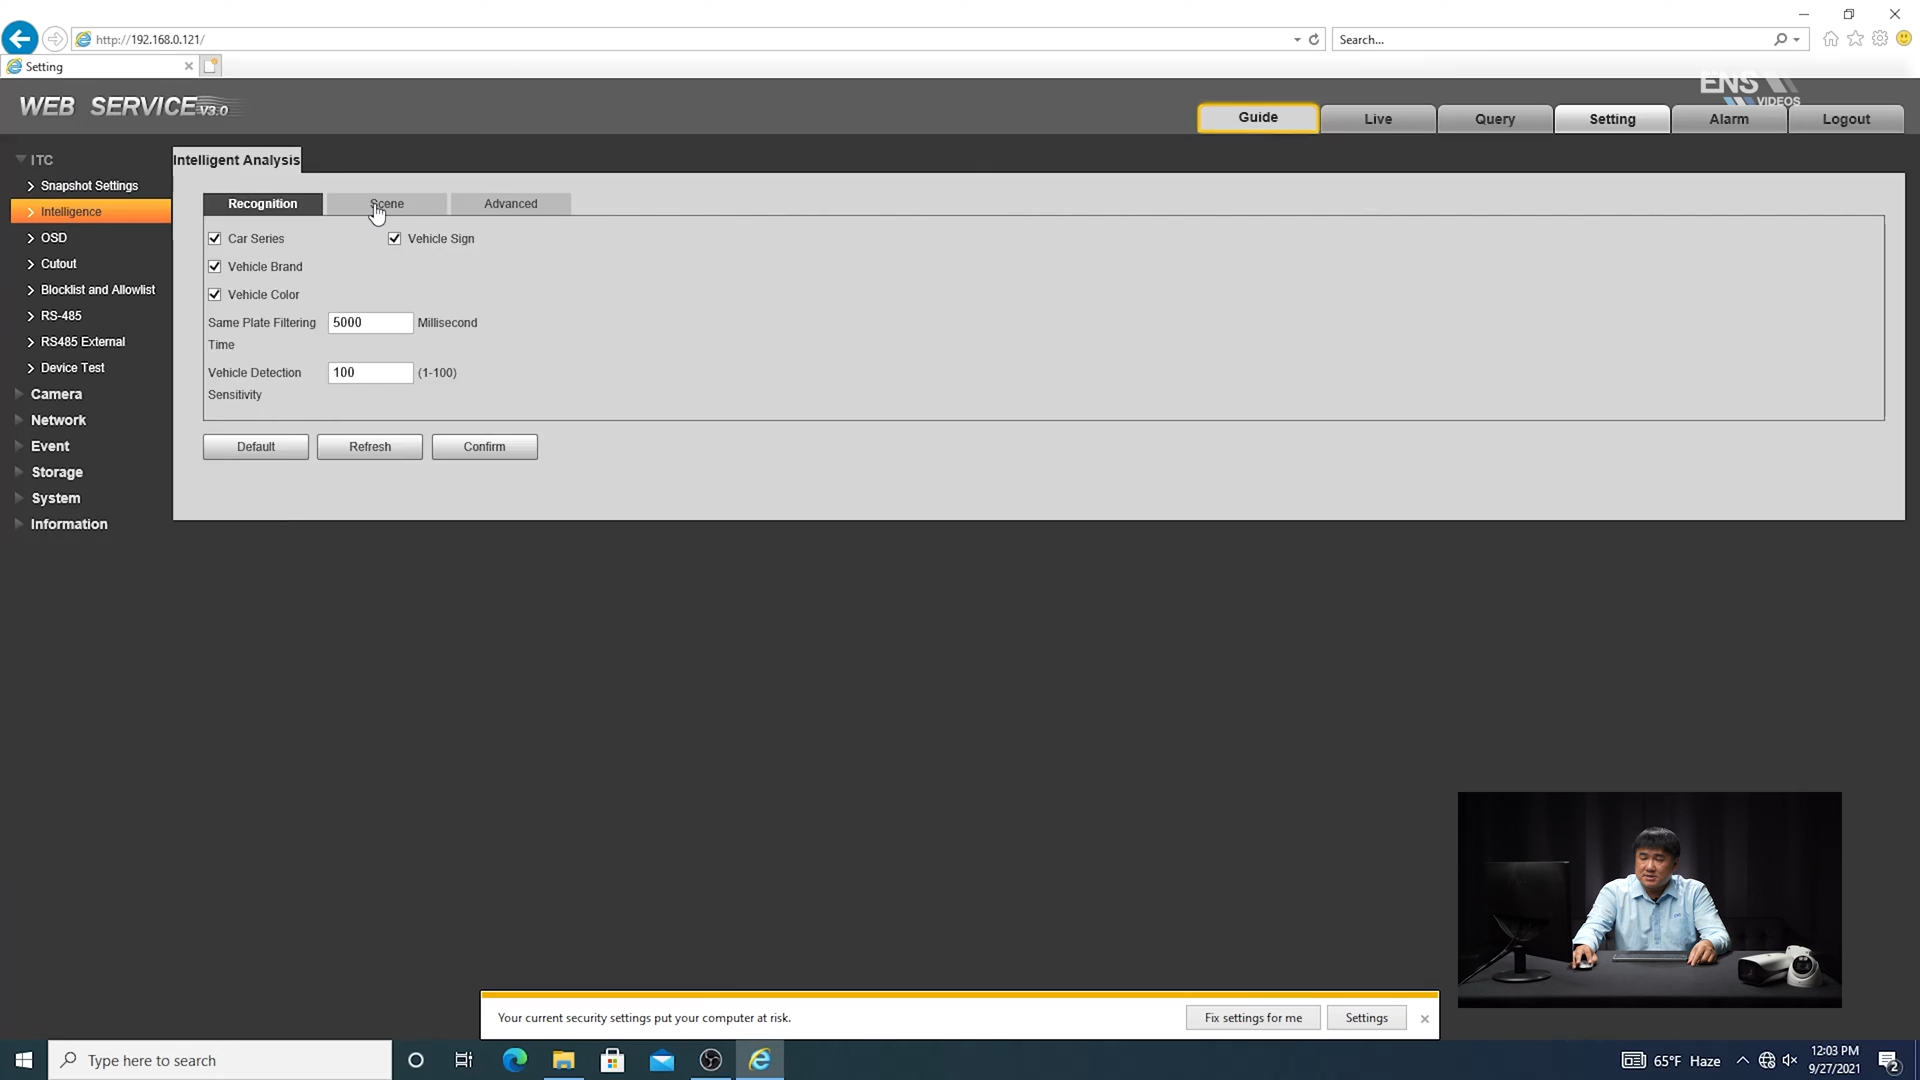 http://192.168.0.121/
Search...
Setting
WEB SERVICE V3.0
ENS
VIDEOS
Guide
Live
Query
Setting
Alarm
Logout
ITC
Snapshot Settings
Intelligence
OSD
Cutout
Blocklist and Allowlist
RS-485
RS485 External
Device Test
Camera
Network
Event
Storage
System
Information
Intelligent Analysis
Recognition
Scene
Advanced
Car Series
Vehicle Sign
Vehicle Brand
Vehicle Color
Same Plate Filtering
Time
5000
Millisecond
Vehicle Detection
Sensitivity
100
(1-100)
Default
Refresh
Confirm
Your current security settings put your computer at risk.
Fix settings for me
Settings
Type here to search
65°F Haze
12:03 PM
9/27/2021
2